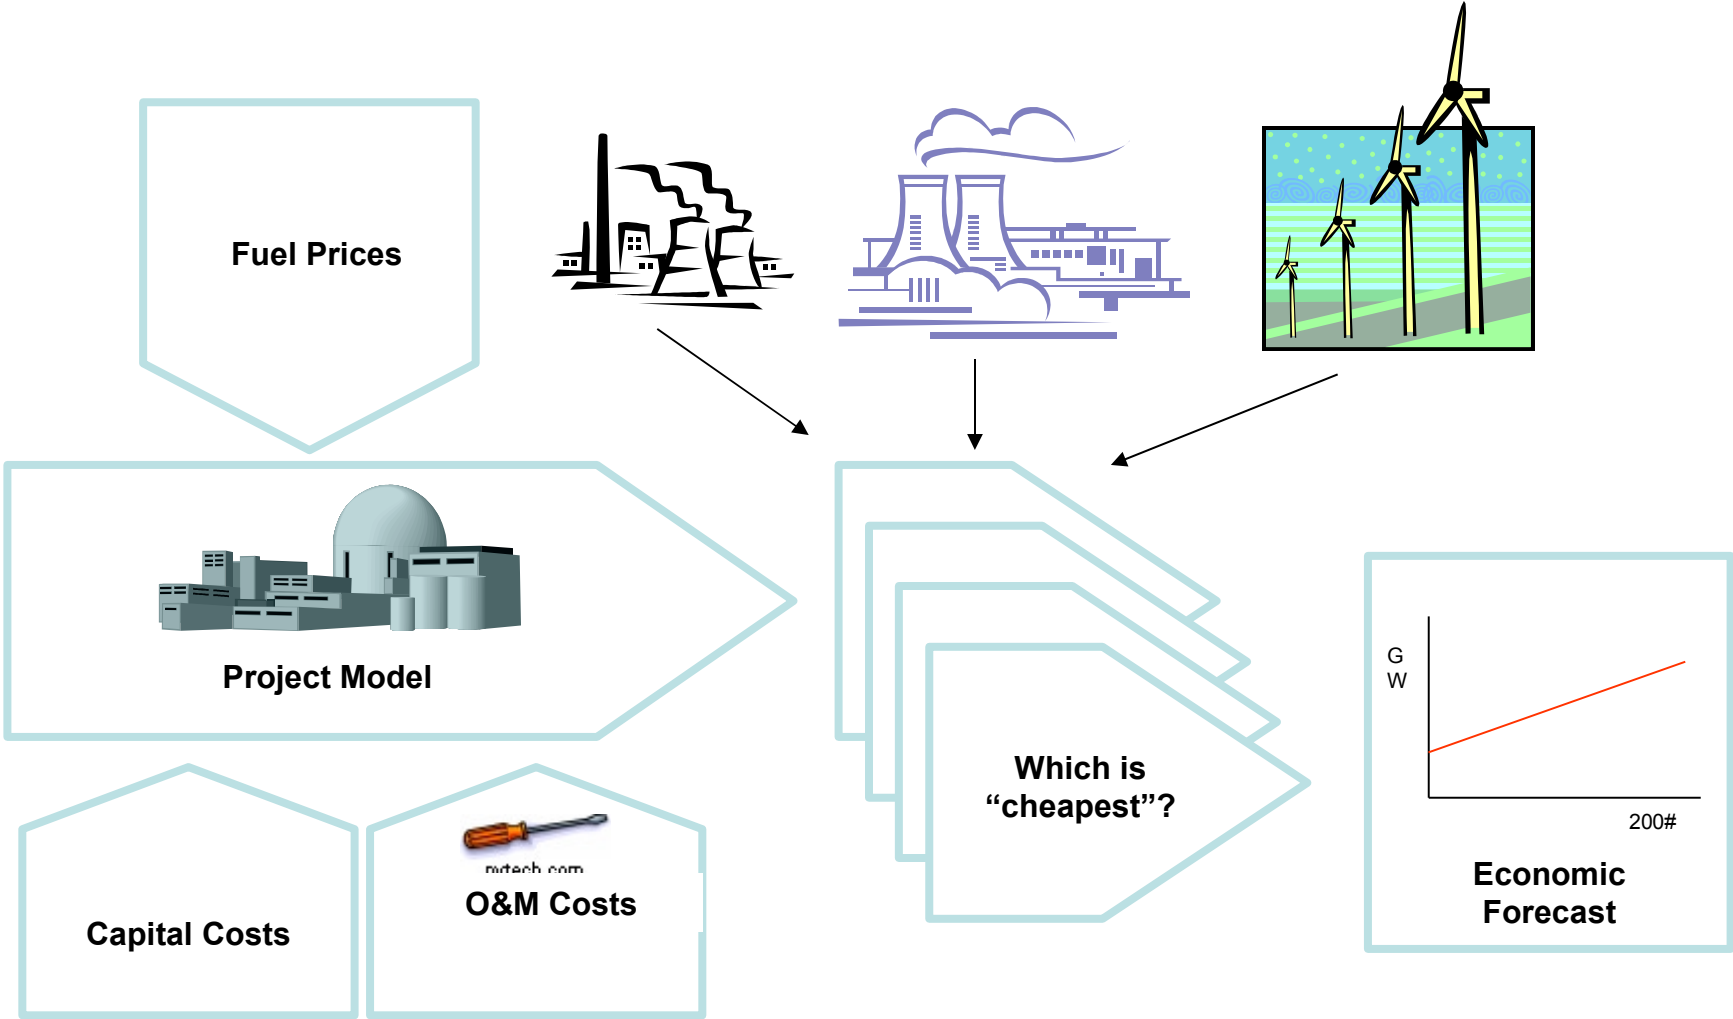 Fuel Prices
Project Model
Capital Costs
O&M Costs
Which is
“cheapest”?
G
W
200#
Economic
Forecast